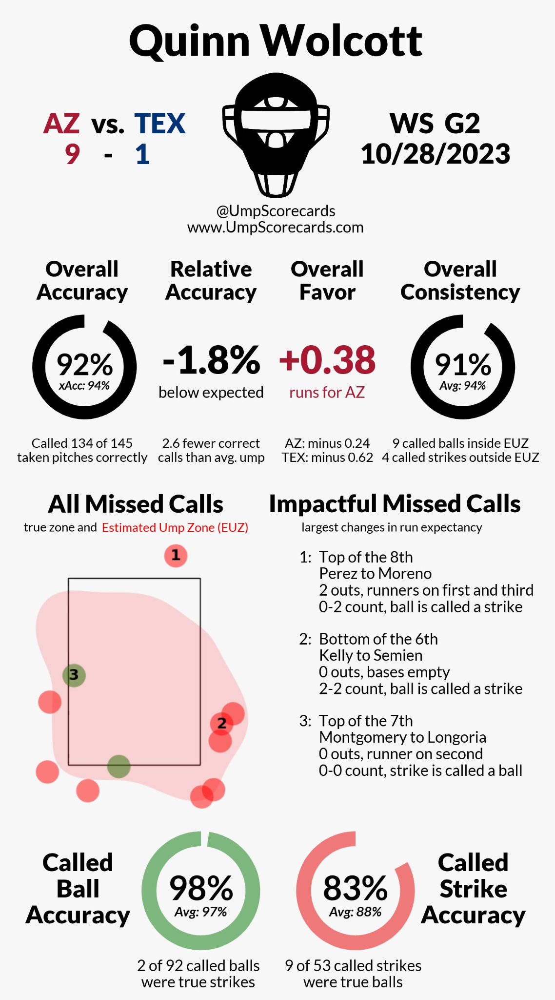 Quinn Wolcott
AZ vs. TEX
9 - 1
WS G2
10/28/2023
@UmpScorecards
www.UmpScorecards.com
Overall
Accuracy
92%
xAcc: 94%
Called 134 of 145
taken pitches correctly
Relative
Accuracy
-1.8%
below expected
2.6 fewer correct
calls than avg. ump
Overall
Favor
+0.38
runs for AZ
AZ: minus 0.24
TEX: minus 0.62
Overall
Consistency
91%
Avg: 94%
9 called balls inside EUZ
4 called strikes outside EUZ
All Missed Calls
true zone and Estimated Ump Zone (EUZ)
1
3
2
Impactful Missed Calls
largest changes in run expectancy
1: Top of the 8th
Perez to Moreno
2 outs, runners on first and third
0-2 count, ball is called a strike
2: Bottom of the 6th
Kelly to Semien
0 outs, bases empty
2-2 count, ball is called a strike
3: Top of the 7th
Montgomery to Longoria
0 outs, runner on second
0-0 count, strike is called a ball
Called
Ball
Accuracy
98%
Avg: 97%
2 of 92 called balls
were true strikes
83%
Avg: 88%
9 of 53 called strikes
were true balls
Called
Strike
Accuracy